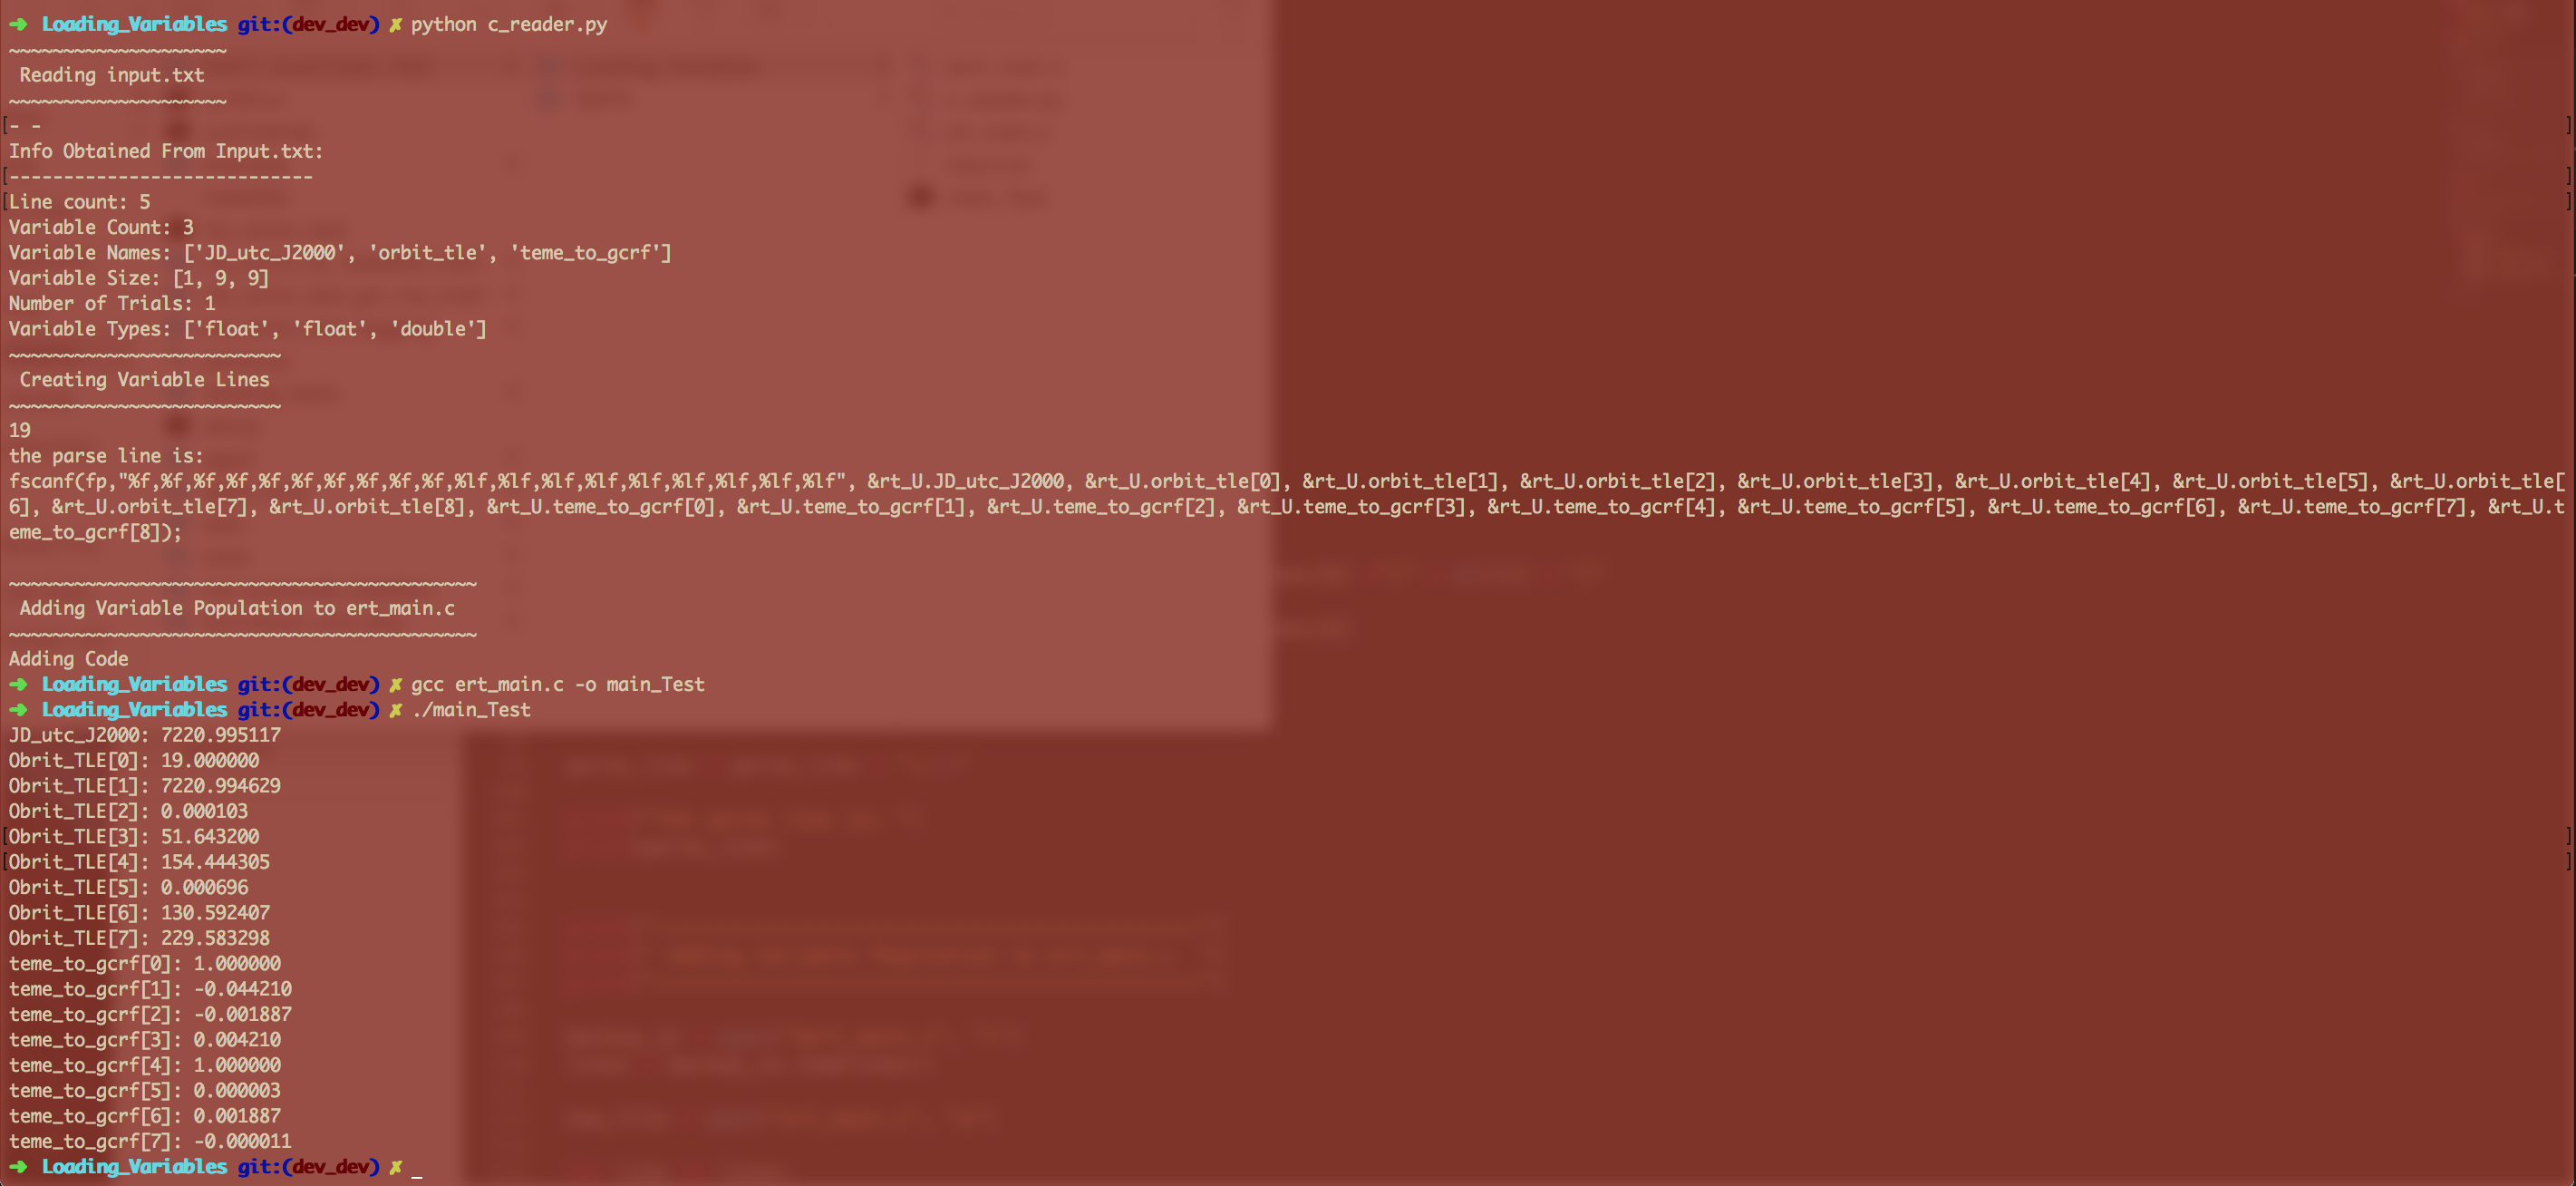 ➜ Loading_Variables git:(dev_dev) ✗ python c_reader.py
~~~~~~~~~~~~~~~~~~~~
Reading input.txt
~~~~~~~~~~~~~~~~~~~~
[- - ]
Info Obtained From Input.txt:
[---------------------------- ]
[Line count: 5 ]
Variable Count: 3
Variable Names: ['JD_utc_J2000', 'orbit_tle', 'teme_to_gcrf']
Variable Size: [1, 9, 9]
Number of Trials: 1
Variable Types: ['float', 'float', 'double']
~~~~~~~~~~~~~~~~~~~~~~~~~
Creating Variable Lines
~~~~~~~~~~~~~~~~~~~~~~~~~
19
the parse line is:
fscanf(fp,"%f,%f,%f,%f,%f,%f,%f,%f,%f,%f,%lf,%lf,%lf,%lf,%lf,%lf,%lf,%lf,%lf", &rt_U.JD_utc_J2000, &rt_U.orbit_tle[0], &rt_U.orbit_tle[1], &rt_U.orbit_tle[2], &rt_U.orbit_tle[3], &rt_U.orbit_tle[4], &rt_U.orbit_tle[5], &rt_U.orbit_tle[
6], &rt_U.orbit_tle[7], &rt_U.orbit_tle[8], &rt_U.teme_to_gcrf[0], &rt_U.teme_to_gcrf[1], &rt_U.teme_to_gcrf[2], &rt_U.teme_to_gcrf[3], &rt_U.teme_to_gcrf[4], &rt_U.teme_to_gcrf[5], &rt_U.teme_to_gcrf[6], &rt_U.teme_to_gcrf[7], &rt_U.t
eme_to_gcrf[8]);
~~~~~~~~~~~~~~~~~~~~~~~~~~~~~~~~~~~~~~~~~~~
Adding Variable Population to ert_main.c
~~~~~~~~~~~~~~~~~~~~~~~~~~~~~~~~~~~~~~~~~~~
Adding Code
➜ Loading_Variables git:(dev_dev) ✗ gcc ert_main.c -o main_Test
➜ Loading_Variables git:(dev_dev) ✗ ./main_Test
JD_utc_J2000: 7220.995117
Obrit_TLE[0]: 19.000000
Obrit_TLE[1]: 7220.994629
Obrit_TLE[2]: 0.000103
[Obrit_TLE[3]: 51.643200 ]
[Obrit_TLE[4]: 154.444305 ]
Obrit_TLE[5]: 0.000696
Obrit_TLE[6]: 130.592407
Obrit_TLE[7]: 229.583298
teme_to_gcrf[0]: 1.000000
teme_to_gcrf[1]: -0.044210
teme_to_gcrf[2]: -0.001887
teme_to_gcrf[3]: 0.004210
teme_to_gcrf[4]: 1.000000
teme_to_gcrf[5]: 0.000003
teme_to_gcrf[6]: 0.001887
teme_to_gcrf[7]: -0.000011
➜ Loading_Variables git:(dev_dev) ✗ _